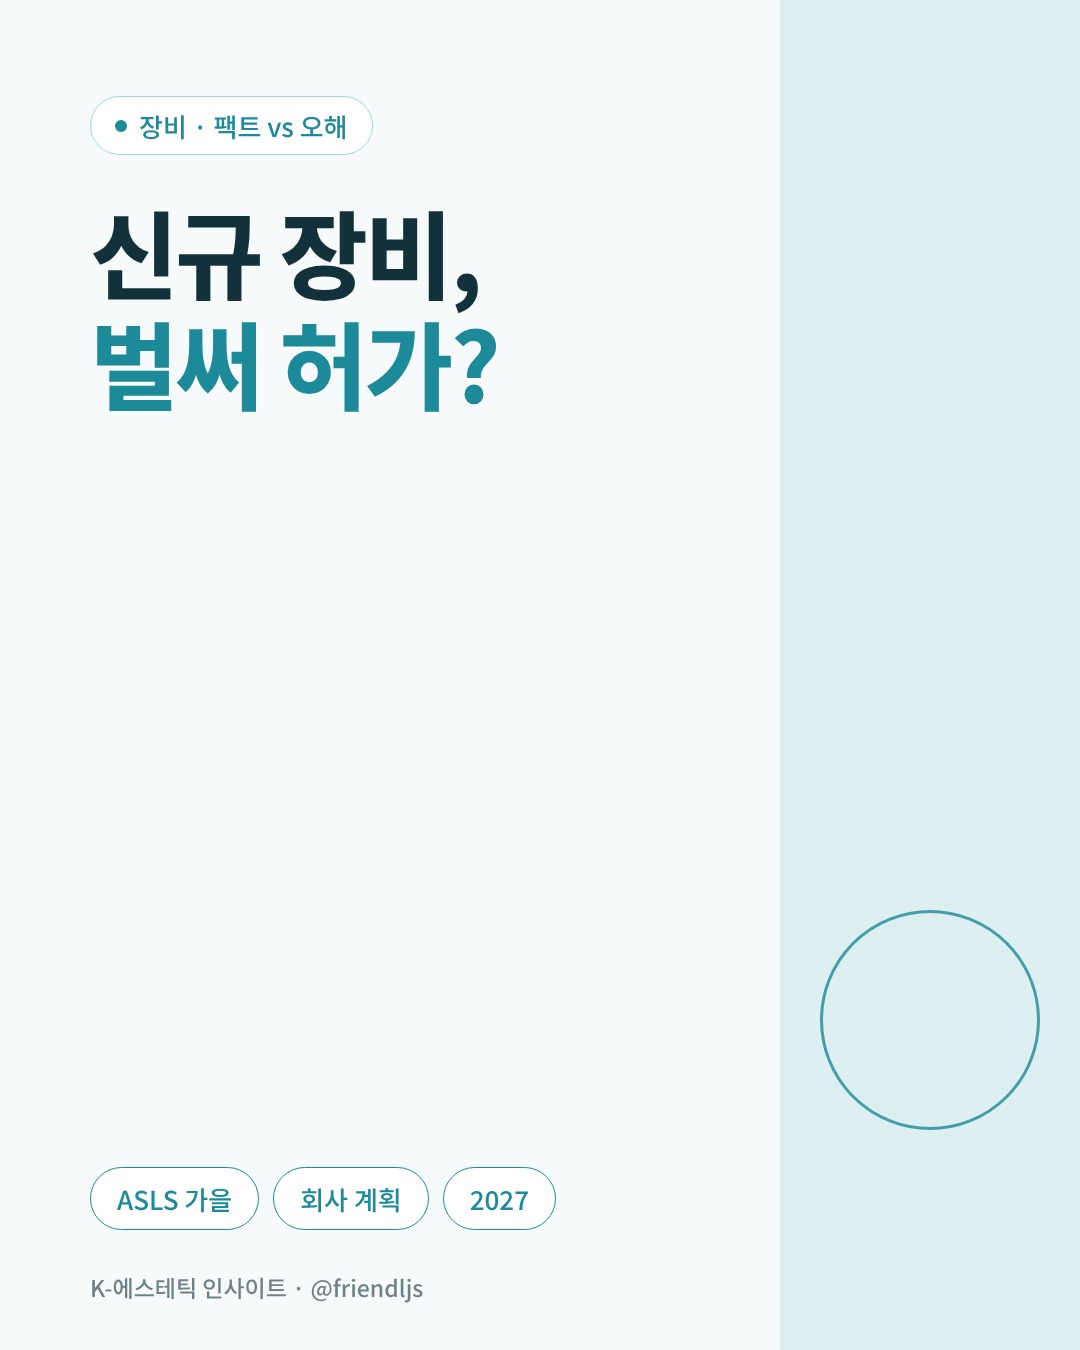 장비 · 팩트 vs 오해
신규 장비,
벌써 허가?
ASLS 가을 회사 계획 2027
K-에스테틱 인사이트 · @friendljs